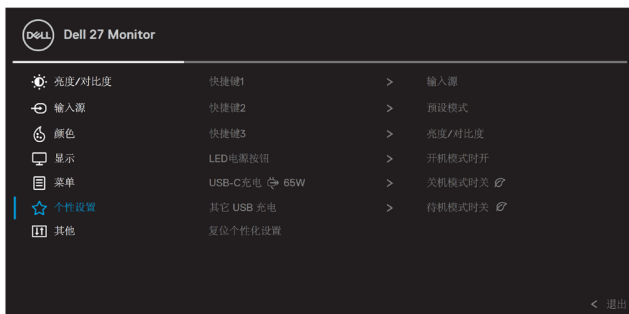 DELL Dell 27 Monitor
亮度/对比度 快捷键1 > 输入源
输入源 快捷键2 > 预设模式
颜色 快捷键3 > 亮度/对比度
显示 LED电源按钮 > 开机模式时开
菜单 USB-C充电 65W > 关机模式时关
个性设置 其它 USB 充电 > 待机模式时关
其他 复位个性化设置
< 退出